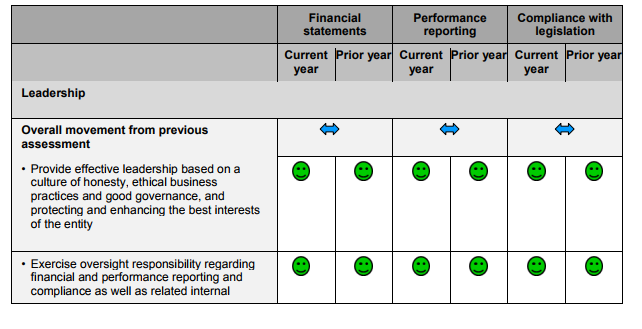 Financial statements
Performance reporting
Compliance with legislation
Current year
Prior year
Current year
Prior year
Current year
Prior year
Leadership
Overall movement from previous
assessment
• Provide effective leadership based on a
culture of honesty, ethical business
practices and good governance, and
protecting and enhancing the best interests
of the entity
• Exercise oversight responsibility regarding
financial and performance reporting and
compliance as well as related internal